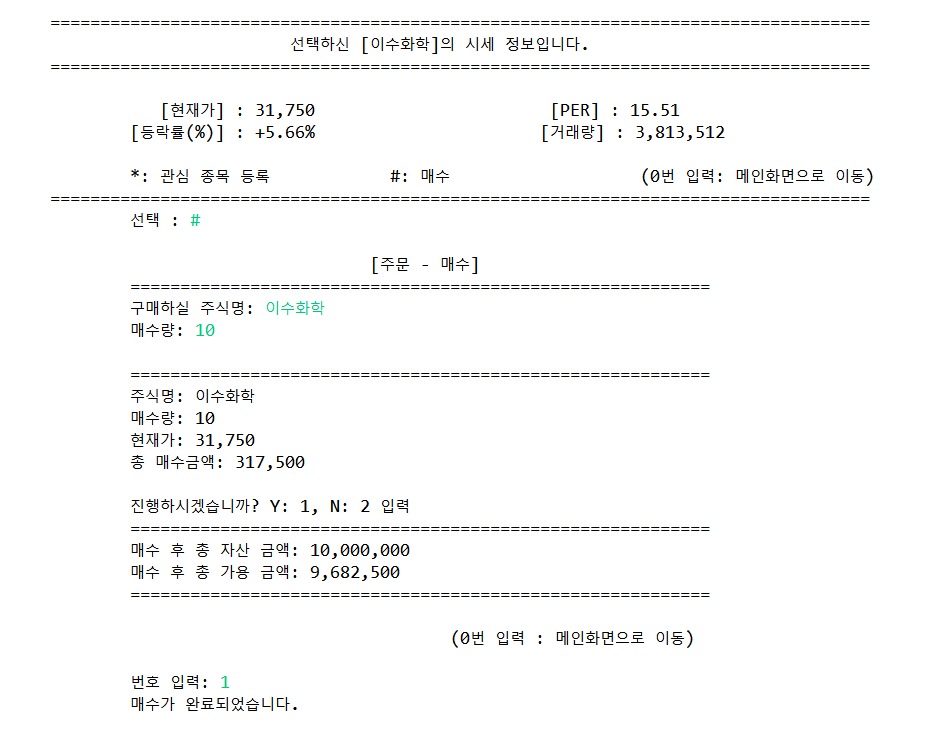 ==================================================================================
선택하신 [이수화학]의 시세 정보입니다.
==================================================================================
[현재가] : 31,750 [PER] : 15.51
[등락률(%)] : +5.66% [거래량] : 3,813,512
*: 관심 종목 등록 #: 매수 (0번 입력: 메인화면으로 이동)
==================================================================================
선택 : #
[주문 - 매수]
==========================================================
구매하실 주식명: 이수화학
매수량: 10
==========================================================
주식명: 이수화학
매수량: 10
현재가: 31,750
총 매수금액: 317,500
진행하시겠습니까? Y: 1, N: 2 입력
==========================================================
매수 후 총 자산 금액: 10,000,000
매수 후 총 가용 금액: 9,682,500
==========================================================
(0번 입력 : 메인화면으로 이동)
번호 입력: 1
매수가 완료되었습니다.